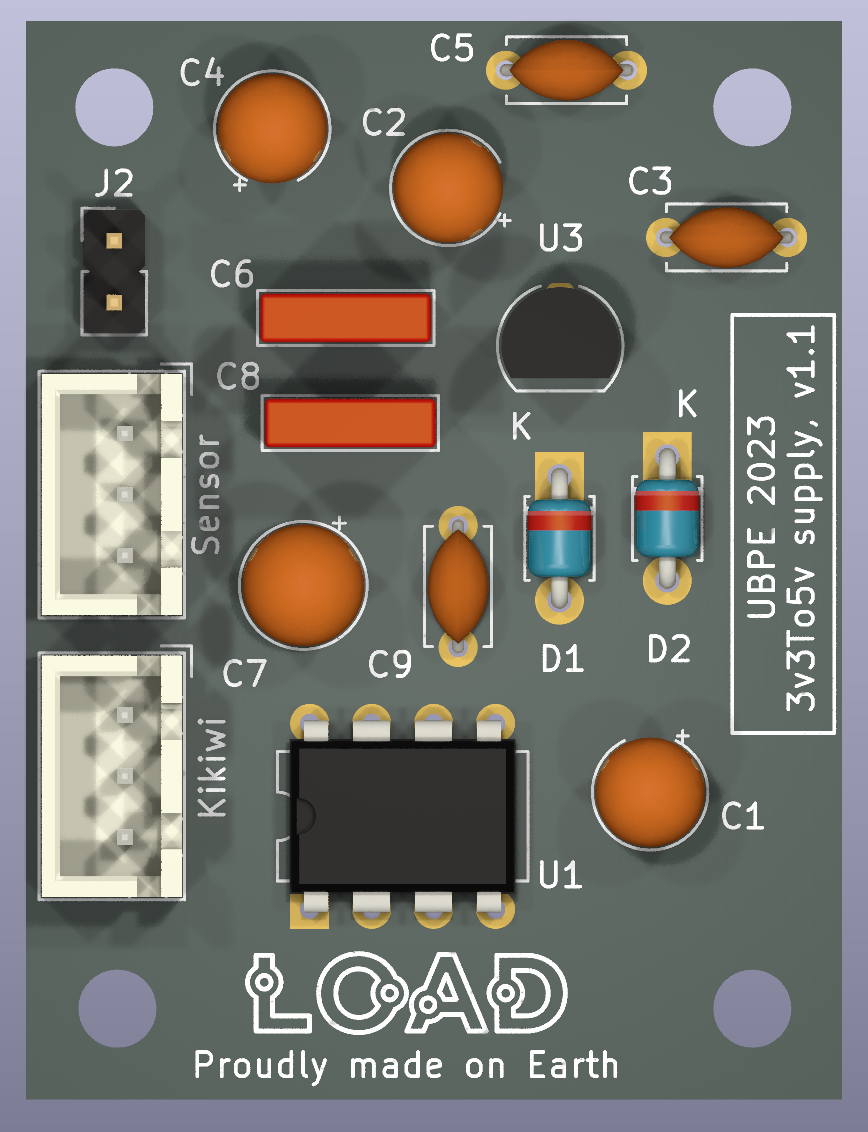 C5
C4
C2
J2
C3
U3
C6
C8
K
K
Sensor
UBPE 2023
3v3To5v supply, v1.1
C7
C9
D1
D2
Kikiwi
C1
U1
LOAD
Proudly made on Earth